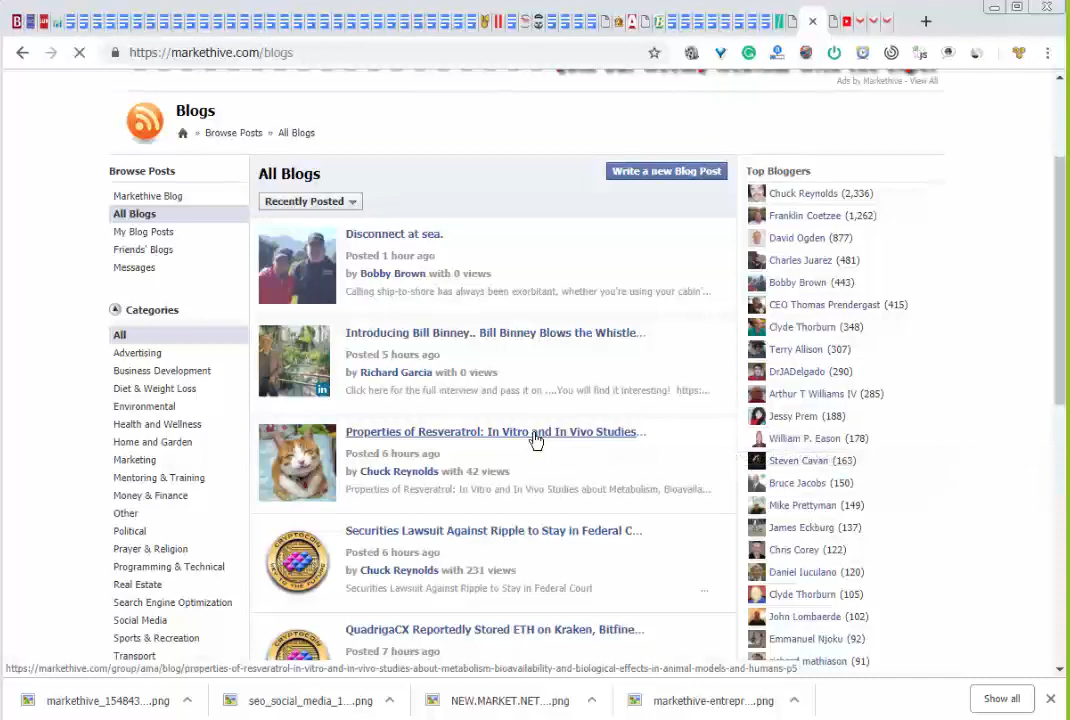 https://markethive.com/blogs
Ads by Markethive - View All
Blogs
» Browse Posts » All Blogs
Browse Posts
Markethive Blog
All Blogs
My Blog Posts
Friends' Blogs
Messages
Categories
All
Advertising
Business Development
Diet & Weight Loss
Environmental
Health and Wellness
Home and Garden
Marketing
Mentoring & Training
Money & Finance
Other
Political
Prayer & Religion
Programming & Technical
Real Estate
Search Engine Optimization
Social Media
Sports & Recreation
Transport
All Blogs
Write a new Blog Post
Recently Posted
Disconnect at sea.
Posted 1 hour ago
by Bobby Brown with 0 views
Calling ship-to-shore has always been exorbitant, whether you're using your cabin'...
Introducing Bill Binney.. Bill Binney Blows the Whistle...
Posted 5 hours ago
by Richard Garcia with 0 views
Click here for the full interview and pass it on ....You will find it interesting! https:...
Properties of Resveratrol: In Vitro and In Vivo Studies...
Posted 6 hours ago
by Chuck Reynolds with 42 views
Properties of Resveratrol: In Vitro and In Vivo Studies about Metabolism, Bioavaila...
Securities Lawsuit Against Ripple to Stay in Federal C...
Posted 6 hours ago
by Chuck Reynolds with 231 views
Securities Lawsuit Against Ripple to Stay in Federal Court ...
QuadrigaCX Reportedly Stored ETH on Kraken, Bitfine...
Posted 7 hours ago
Top Bloggers
Chuck Reynolds (2,336)
Franklin Coetzee (1,262)
David Ogden (877)
Charles Juarez (481)
Bobby Brown (443)
CEO Thomas Prendergast (415)
Clyde Thorburn (348)
Terry Allison (307)
DrJADelgado (290)
Arthur T Williams IV (285)
Jessy Prem (188)
William P. Eason (178)
Steven Cavan (163)
Bruce Jacobs (150)
Mike Prettyman (149)
James Eckburg (137)
Chris Corey (122)
Daniel Iuculano (120)
Clyde Thorburn (105)
John Lombaerde (102)
Emmanuel Njoku (92)
richard mathiason (91)
https://markethive.com/group/ama/blog/properties-of-resveratrol-in-vitro-and-in-vivo-studies-about-metabolism-bioavailability-and-biological-effects-in-animal-models-and-humans-p5
markethive_154843....png
seo_social_media_1....png
NEW.MARKET.NET....png
markethive-entrepr....png
Show all